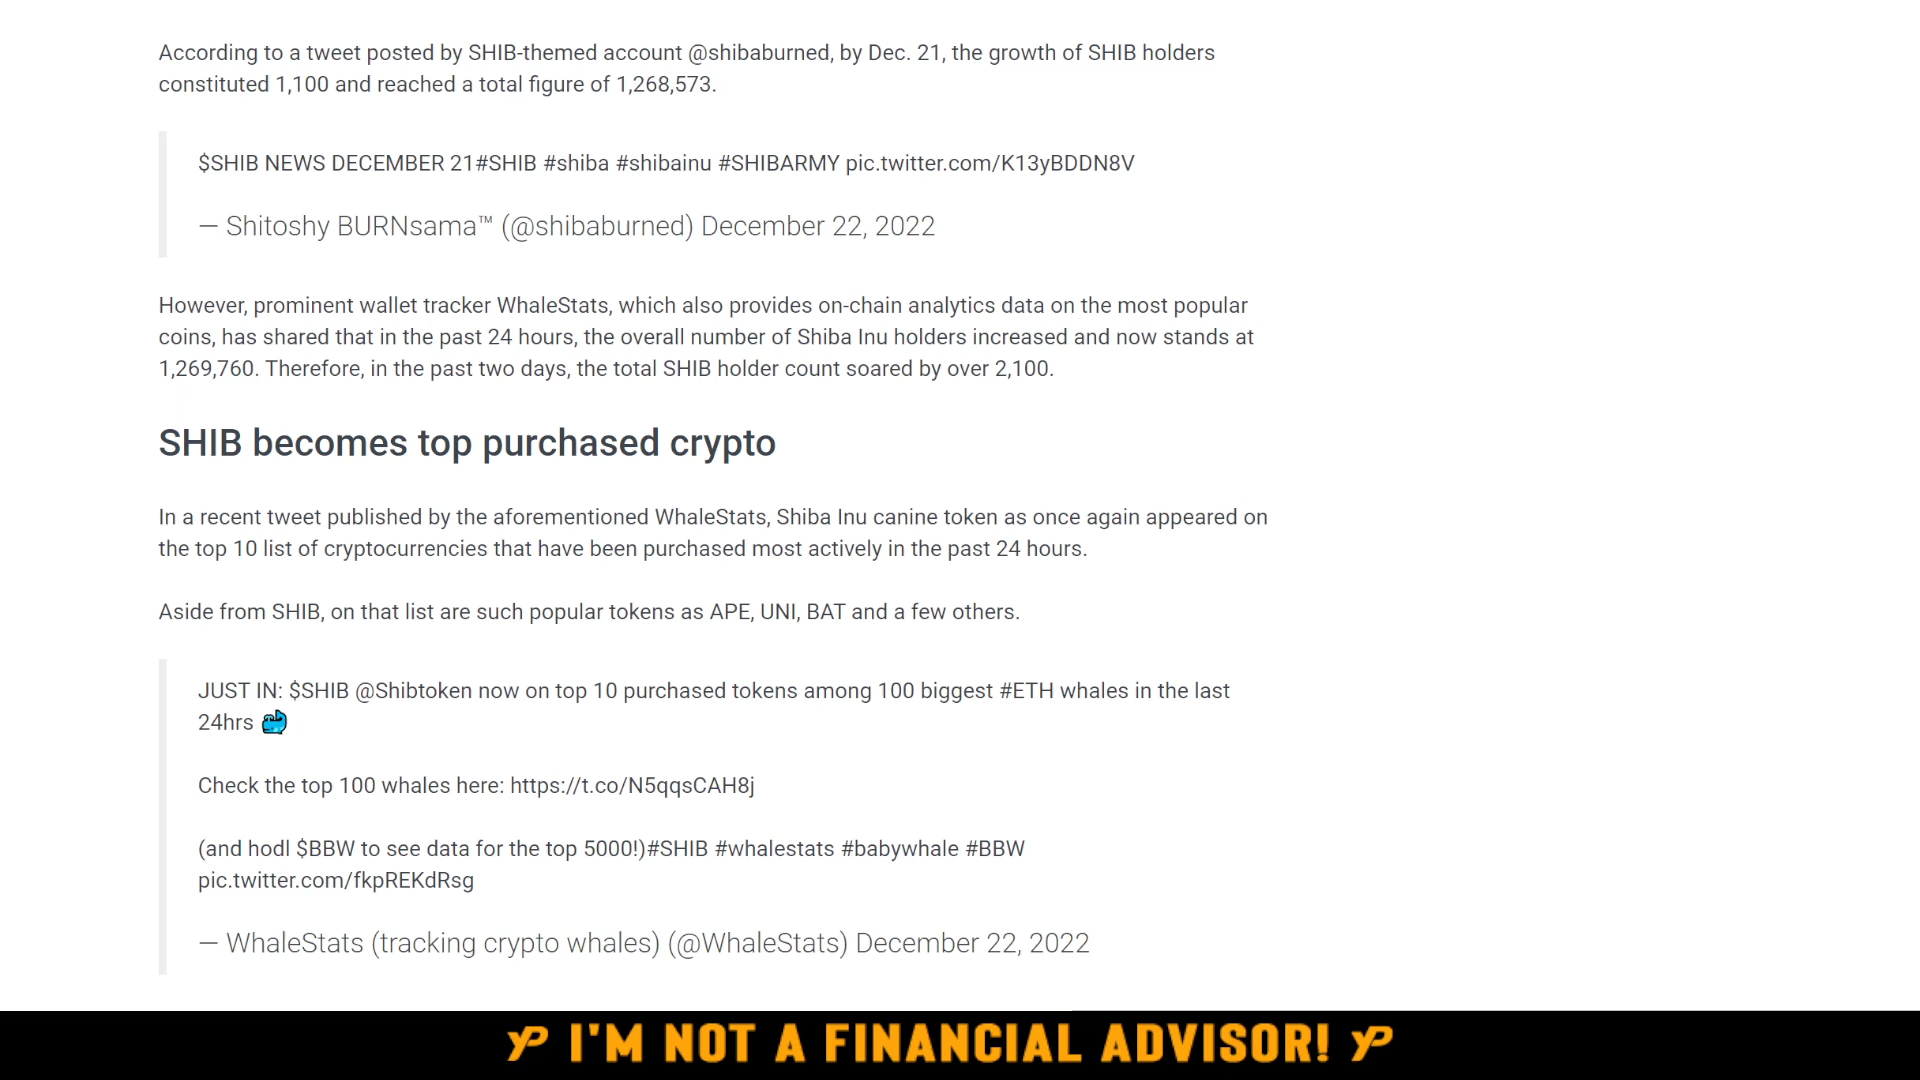 According to a tweet posted by SHIB-themed account @shibaburned, by Dec. 21, the growth of SHIB holders
constituted 1,100 and reached a total figure of 1,268,573.
$SHIB NEWS DECEMBER 21#SHIB #shiba #shibainu #SHIBARMY pic.twitter.com/K13yBDDN8V
— Shitoshy BURNsama™ (@shibaburned) December 22, 2022
However, prominent wallet tracker WhaleStats, which also provides on-chain analytics data on the most popular
coins, has shared that in the past 24 hours, the overall number of Shiba Inu holders increased and now stands at
1,269,760. Therefore, in the past two days, the total SHIB holder count soared by over 2,100.
SHIB becomes top purchased crypto
In a recent tweet published by the aforementioned WhaleStats, Shiba Inu canine token as once again appeared on
the top 10 list of cryptocurrencies that have been purchased most actively in the past 24 hours.
Aside from SHIB, on that list are such popular tokens as APE, UNI, BAT and a few others.
JUST IN: $SHIB @Shibtoken now on top 10 purchased tokens among 100 biggest #ETH whales in the last
24hrs
Check the top 100 whales here: https://t.co/N5qqsCAH8j
(and hodl $BBW to see data for the top 5000!)#SHIB #whalestats #babywhale #BBW
pic.twitter.com/fkpREKdRsg
— WhaleStats (tracking crypto whales) (@WhaleStats) December 22, 2022
YP I'M NOT A FINANCIAL ADVISOR! YP